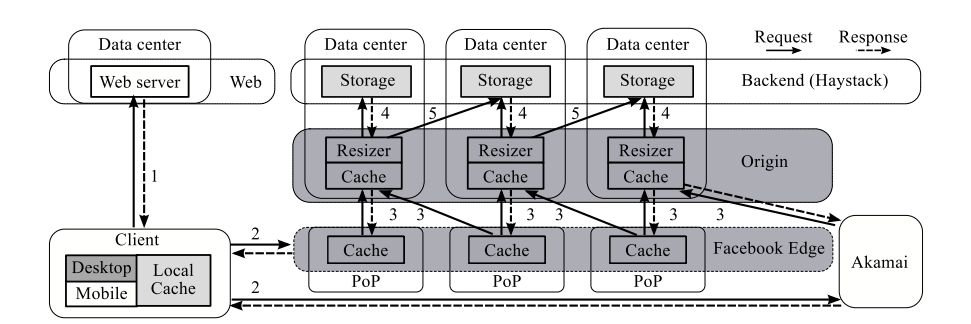 Request Response
Data center Data center Data center Data center
Web server Web Storage Storage Storage Backend (Haystack)
4 5 4 5 4
1 Resizer Resizer Resizer Origin
Cache Cache Cache
3 3 3 3 3 3
Client 2 Cache Cache Cache Facebook Edge
Desktop Local Akamai
Mobile Cache PoP PoP PoP
2